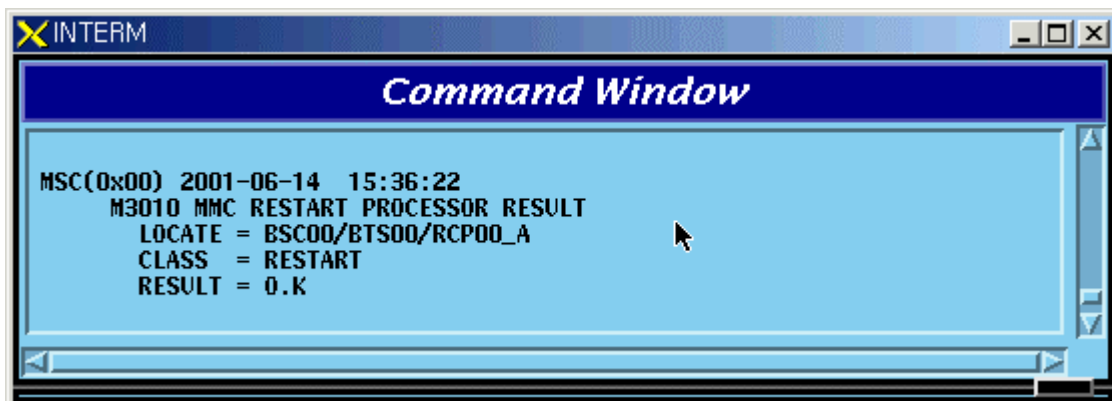 INTERM
Command Window
MSC(0x00) 2001-06-14 15:36:22
M3010 MMC RESTART PROCESSOR RESULT
LOCATE = BSC00/BTS00/RCP00_A
CLASS = RESTART
RESULT = O.K